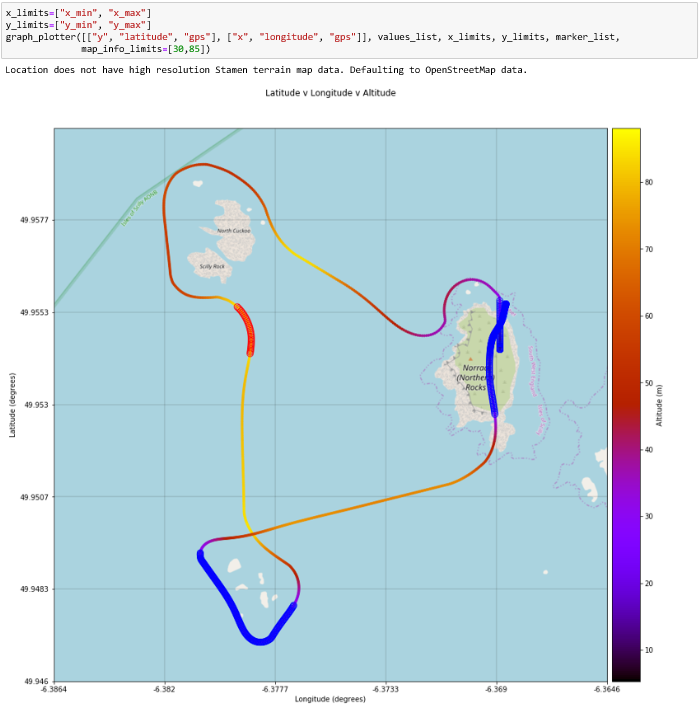 x_limits=["x_min", "x_max"]
y_limits=["y_min", "y_max"]
graph_plotter([["y", "latitude", "gps"], ["x", "longitude", "gps"]], values_list, x_limits, y_limits, marker_list,
map_info_limits=[30,85])
Location does not have high resolution Stamen terrain map data. Defaulting to OpenStreetMap data.
Latitude v Longitude v Altitude
49.9577
49.9553
49.953
49.9507
49.9483
49.946
Latitude (degrees)
-6.3864
-6.382
-6.3777
-6.3733
-6.369
-6.3646
Longitude (degrees)
North Cuckoo
Scilly Rock
(Northern
Rocks)
80
70
60
50
40
30
20
10
Altitude (m)